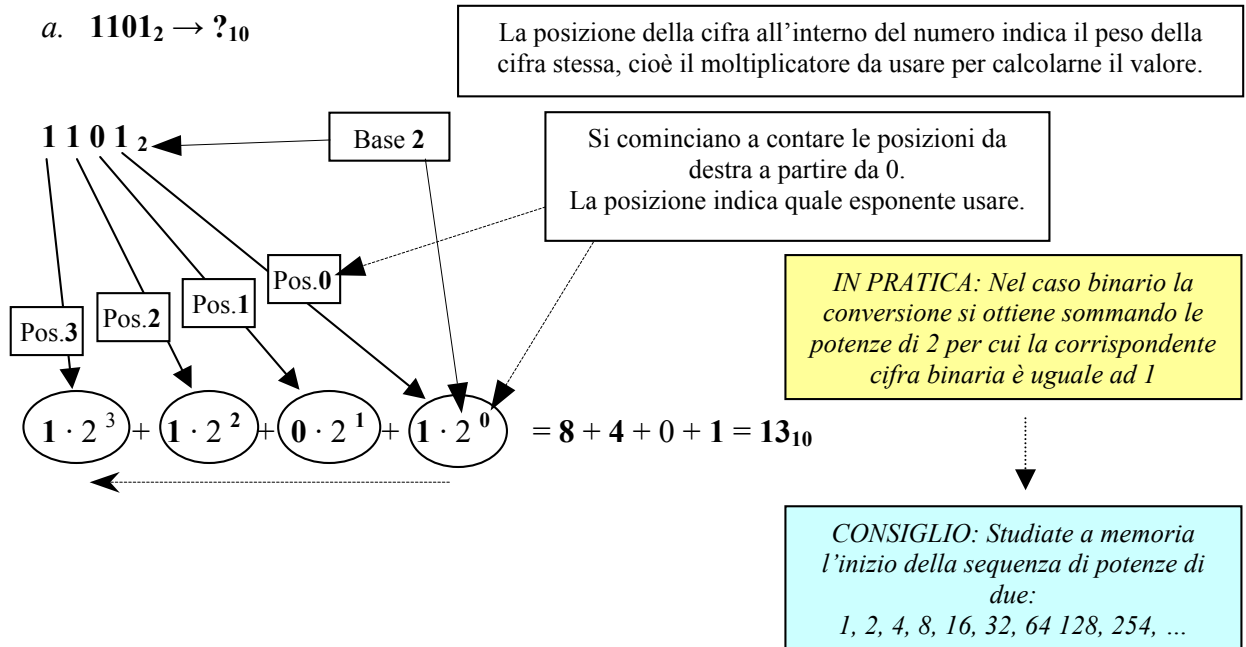 a. 1101₂ → ?₁₀
La posizione della cifra all'interno del numero indica il peso della
cifra stessa, cioè il moltiplicatore da usare per calcolarne il valore.
1 1 0 1 ₂
Base 2
Si cominciano a contare le posizioni da
destra a partire da 0.
La posizione indica quale esponente usare.
Pos.3
Pos.2
Pos.1
Pos.0
1 · 2³ + 1 · 2² + 0 · 2¹ + 1 · 2⁰ = 8 + 4 + 0 + 1 = 13₁₀
IN PRATICA: Nel caso binario la
conversione si ottiene sommando le
potenze di 2 per cui la corrispondente
cifra binaria è uguale ad 1
CONSIGLIO: Studiate a memoria
l'inizio della sequenza di potenze di
due:
1, 2, 4, 8, 16, 32, 64 128, 254, …